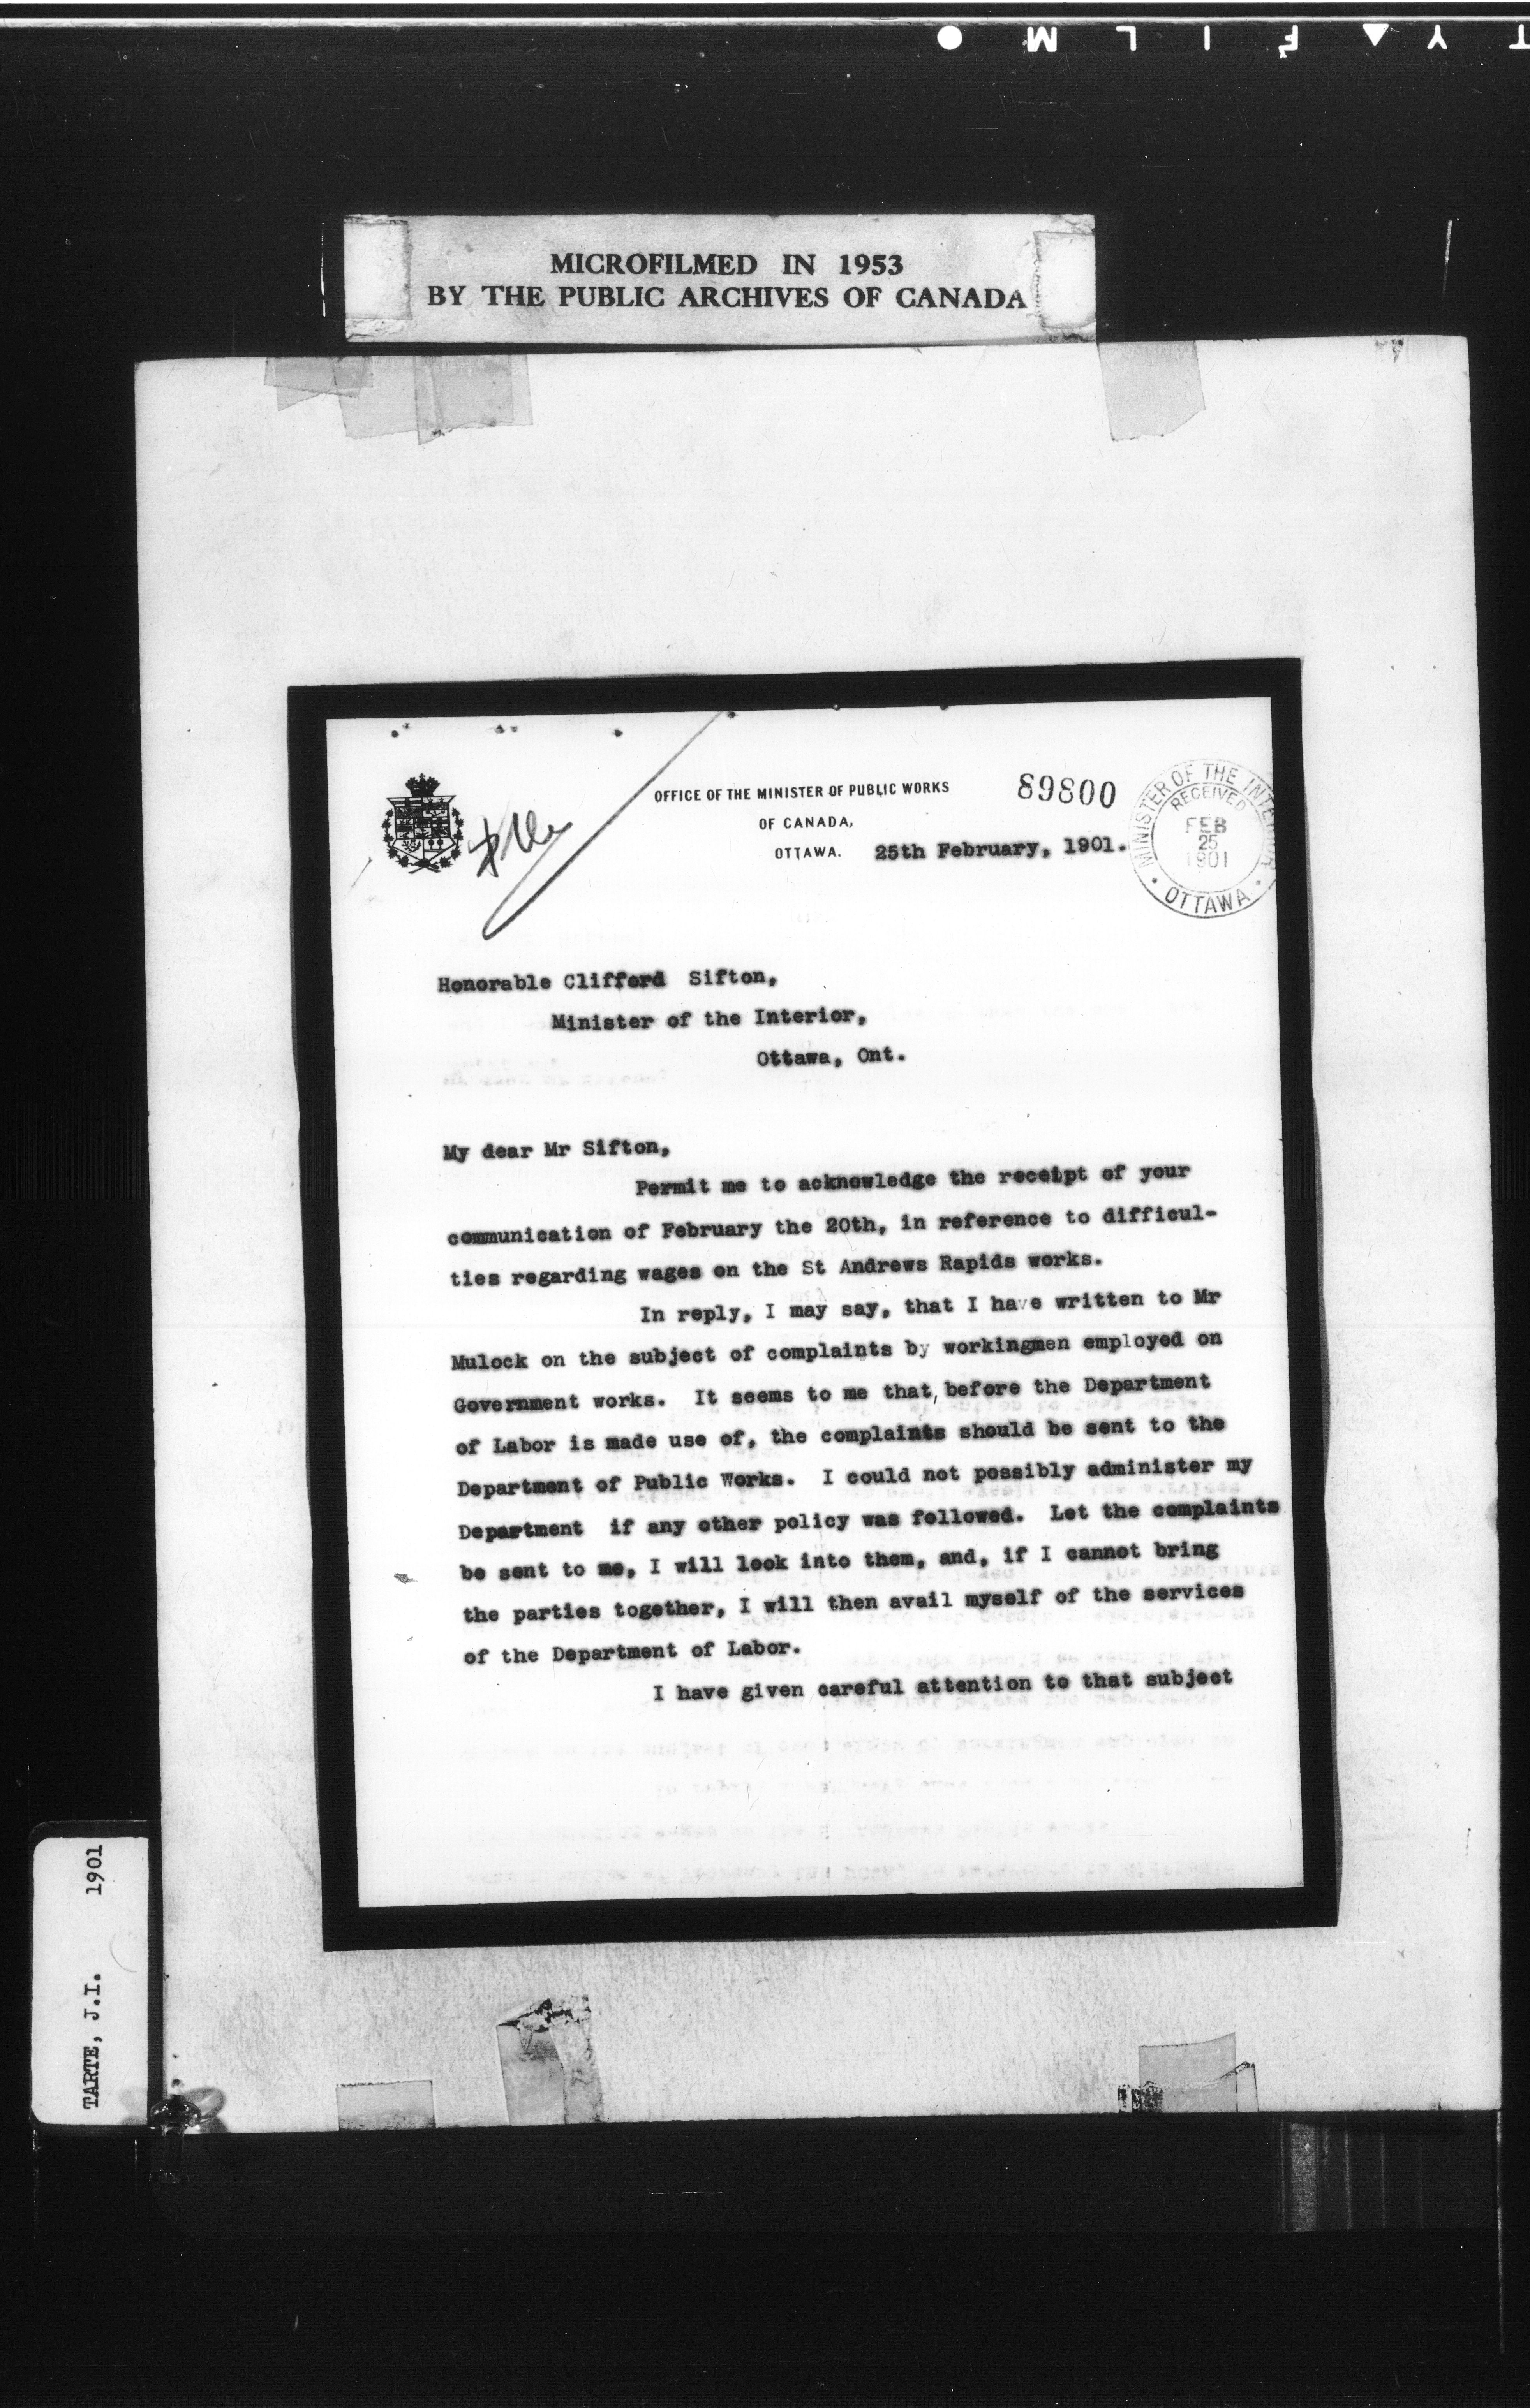 MICROFILMED IN 1953
BY THE PUBLIC ARCHIVES OF CANADA
OFFICE OF THE MINISTER OF PUBLIC WORKS
OF CANADA,
OTTAWA.
89800
25th February, 1901.
MINISTER OF THE INTERIOR
RECEIVED
FEB
25
1901
OTTAWA
Honorable Clifford Sifton,
Minister of the Interior,
Ottawa, Ont.
My dear Mr Sifton,
Permit me to acknowledge the receipt of your
communication of February the 20th, in reference to difficul-
ties regarding wages on the St Andrews Rapids works.
In reply, I may say, that I have written to Mr
Mulock on the subject of complaints by workingmen employed on
Government works. It seems to me that, before the Department
of Labor is made use of, the complaints should be sent to the
Department of Public Works. I could not possibly administer my
Department if any other policy was followed. Let the complaints
be sent to me, I will look into them, and, if I cannot bring
the parties together, I will then avail myself of the services
of the Department of Labor.
I have given careful attention to that subject
TARTE, J.I. 1901